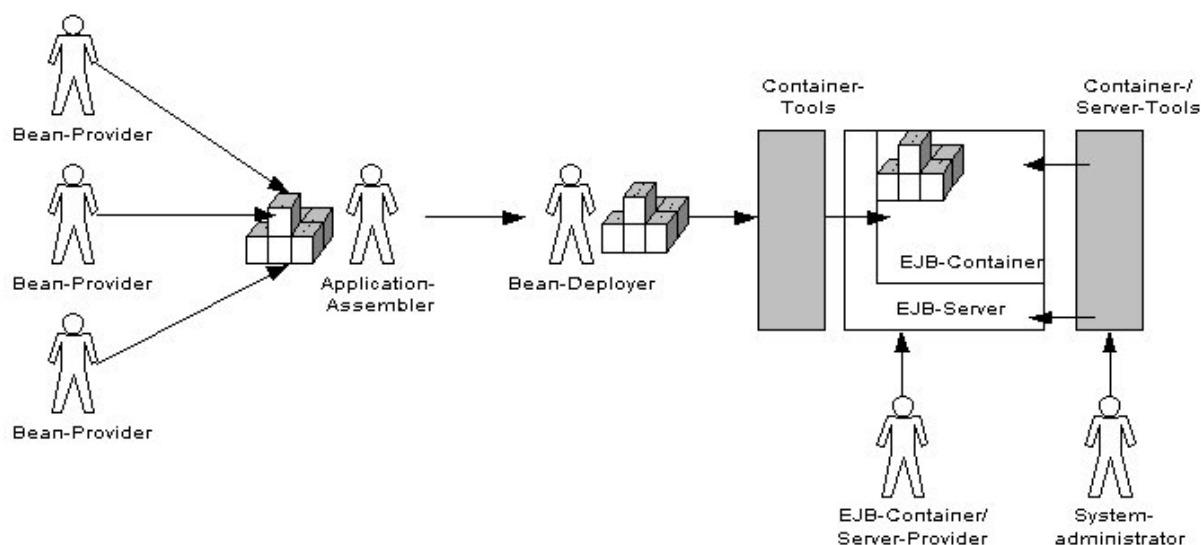 Bean-Provider
Bean-Provider
Bean-Provider
Application-
Assembler
Bean-Deployer
Container-
Tools
EJB-Container
EJB-Server
Container-/
Server-Tools
EJB-Container/
Server-Provider
System-
administrator